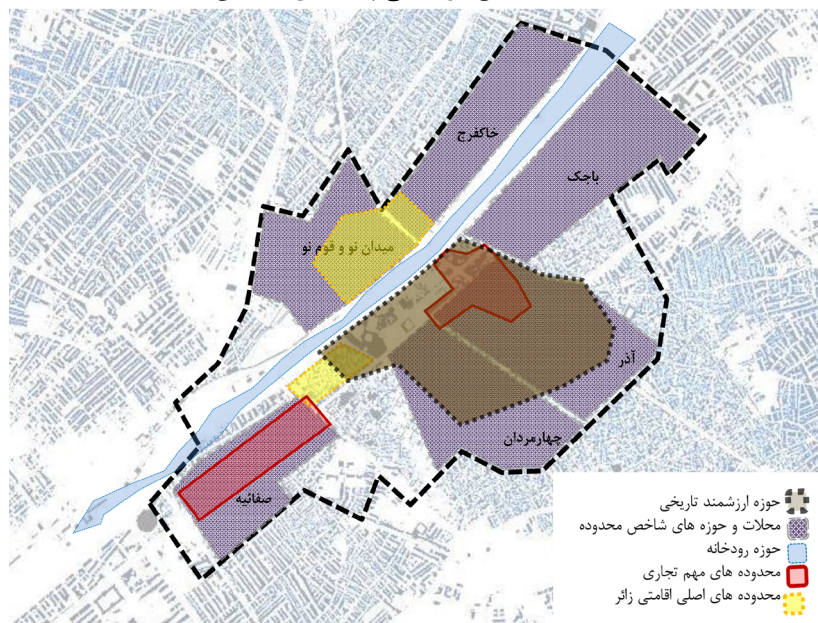 خاکفرج
باجک
میدان نو و قوم نو
آذر
چهارمردان
صفائیه
حوزه ارزشمند تاریخی
محلات و حوزه های شاخص محدوده
حوزه رودخانه
محدوده های مهم تجاری
محدوده های اصلی اقامتی زائر